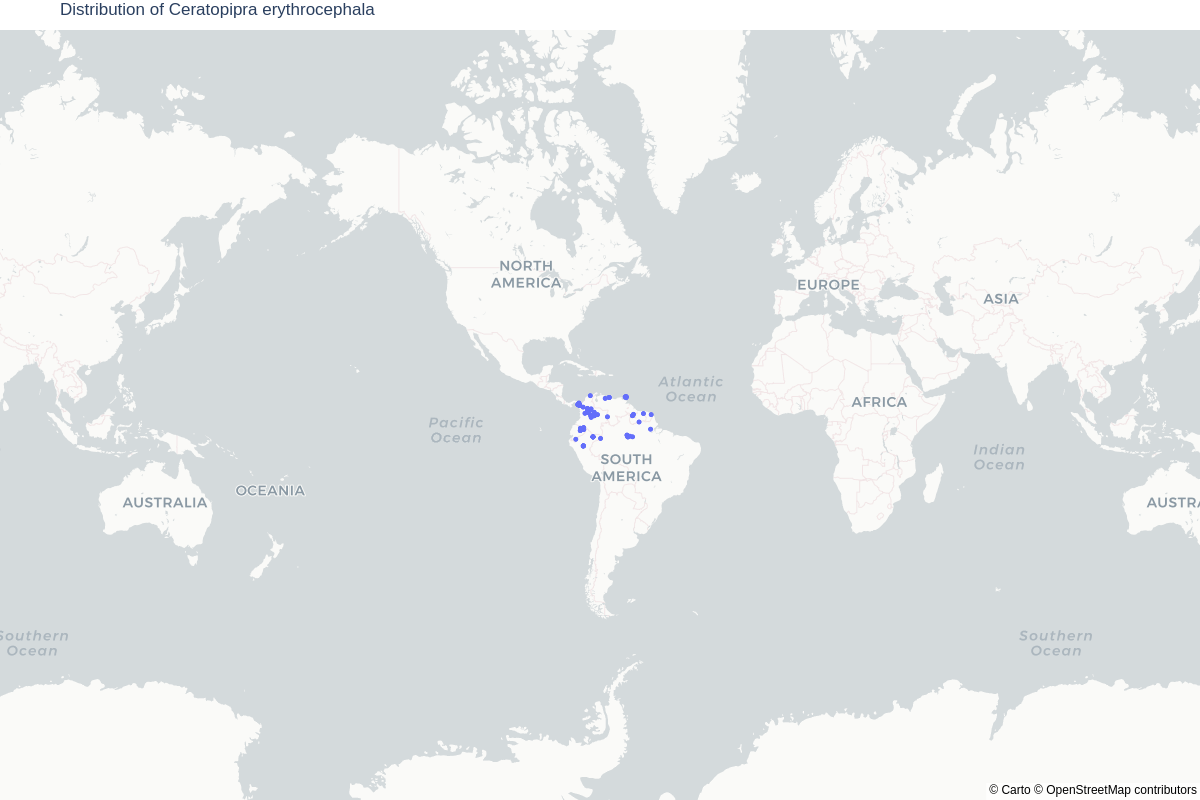 Distribution of Ceratopipra erythrocephala
NORTH
AMERICA
EUROPE
ASIA
Atlantic
Ocean
AFRICA
Pacific
Ocean
Indian
Ocean
SOUTH
AMERICA
OCEANIA
AUSTRALIA
AUSTRA
Southern
Ocean
Southern
Ocean
© Carto © OpenStreetMap contributors